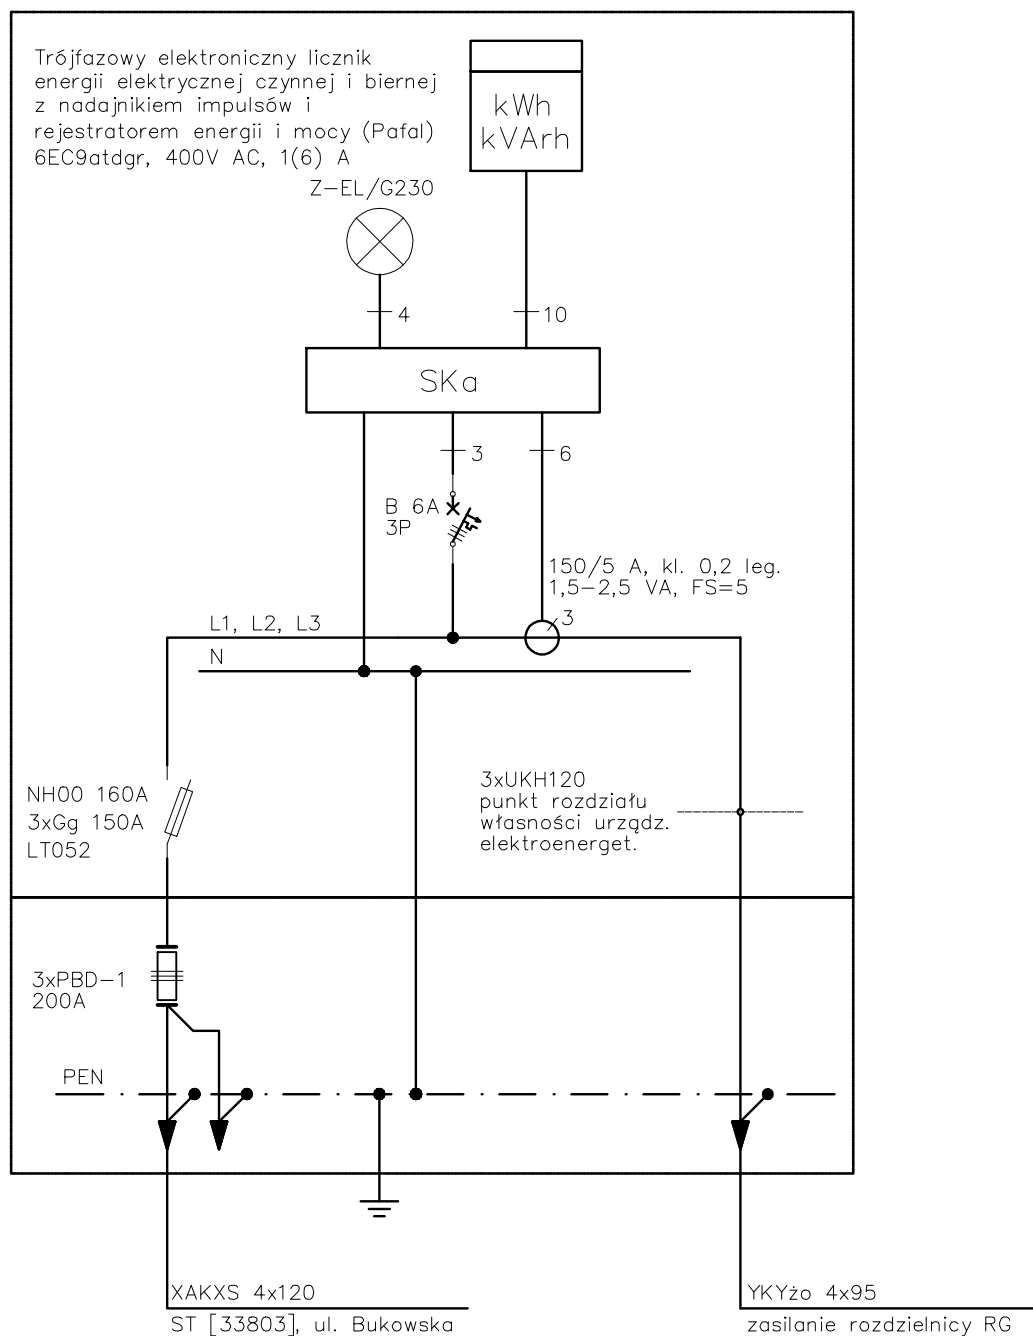 Trójfazowy elektroniczny licznik
energii elektrycznej czynnej i biernej
z nadajnikiem impulsów i
rejestratorem energii i mocy (Pafal)
6EC9atdgr, 400V AC, 1(6) A
kWh
kVArh
Z-EL/G230
4
10
SKa
3
6
B 6A
3P
150/5 A, kl. 0,2 leg.
1,5-2,5 VA, FS=5
3
L1, L2, L3
N
NH00 160A
3xGg 150A
LT052
3xUKH120
punkt rozdziału
własności urządz.
elektroenerget.
3xPBD-1
200A
PEN
XAKXS 4x120
ST [33803], ul. Bukowska
YKYżo 4x95
zasilanie rozdzielnicy RG